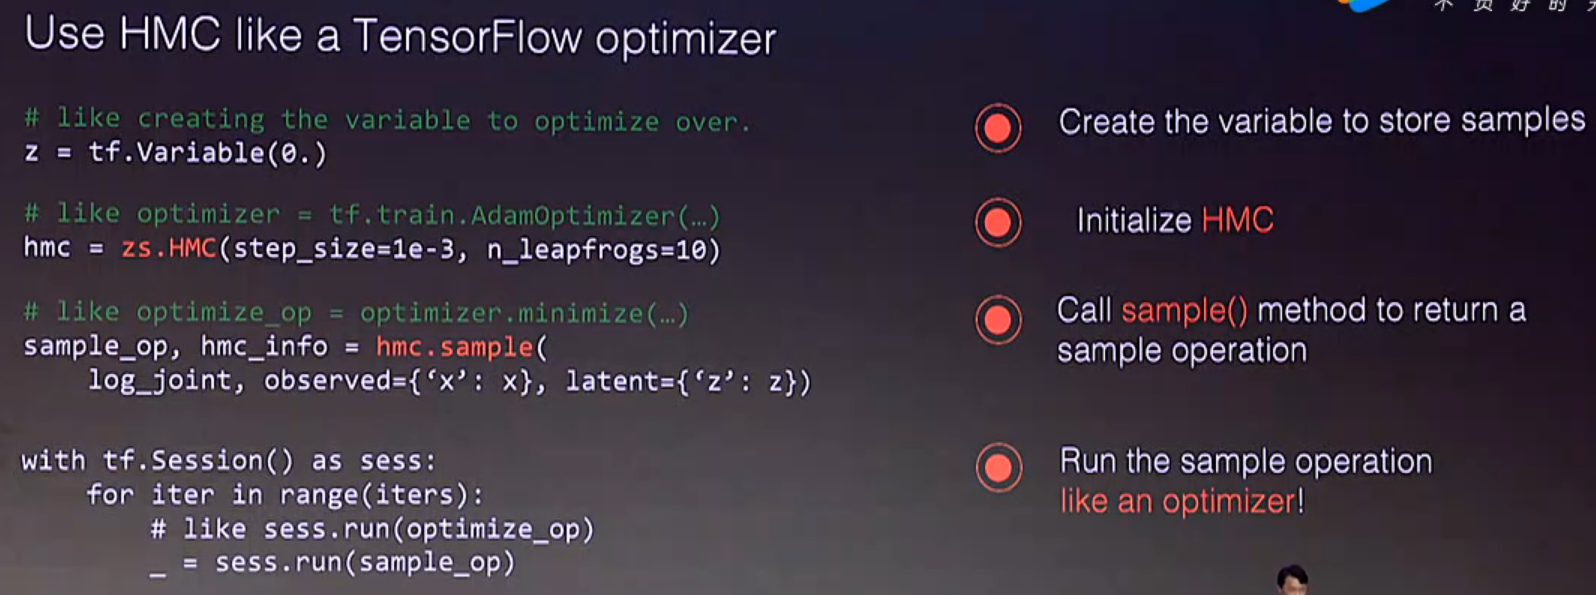 不 负 好 时
Use HMC like a TensorFlow optimizer
# like creating the variable to optimize over.
z = tf.Variable(0.)
# like optimizer = tf.train.AdamOptimizer(…)
hmc = zs.HMC(step_size=1e-3, n_leapfrogs=10)
# like optimize_op = optimizer.minimize(…)
sample_op, hmc_info = hmc.sample(
log_joint, observed={‘x’: x}, latent={‘z’: z})
with tf.Session() as sess:
for iter in range(iters):
# like sess.run(optimize_op)
_ = sess.run(sample_op)
Create the variable to store samples
Initialize HMC
Call sample() method to return a
sample operation
Run the sample operation
like an optimizer!